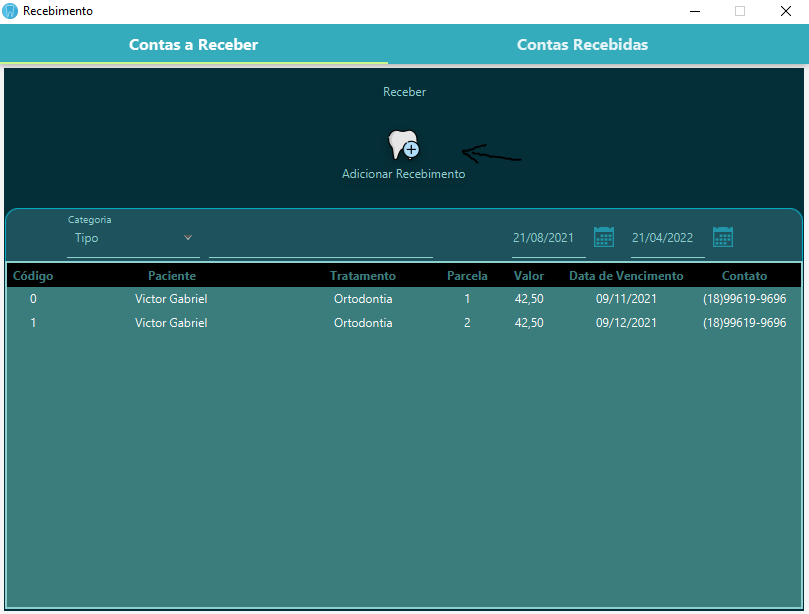 Recebimento
Contas a Receber Contas Recebidas
Receber
Adicionar Recebimento
Categoria
Tipo 21/08/2021 21/04/2022
Código Paciente Tratamento Parcela Valor Data de Vencimento Contato
0 Victor Gabriel Ortodontia 1 42,50 09/11/2021 (18)99619-9696
1 Victor Gabriel Ortodontia 2 42,50 09/12/2021 (18)99619-9696